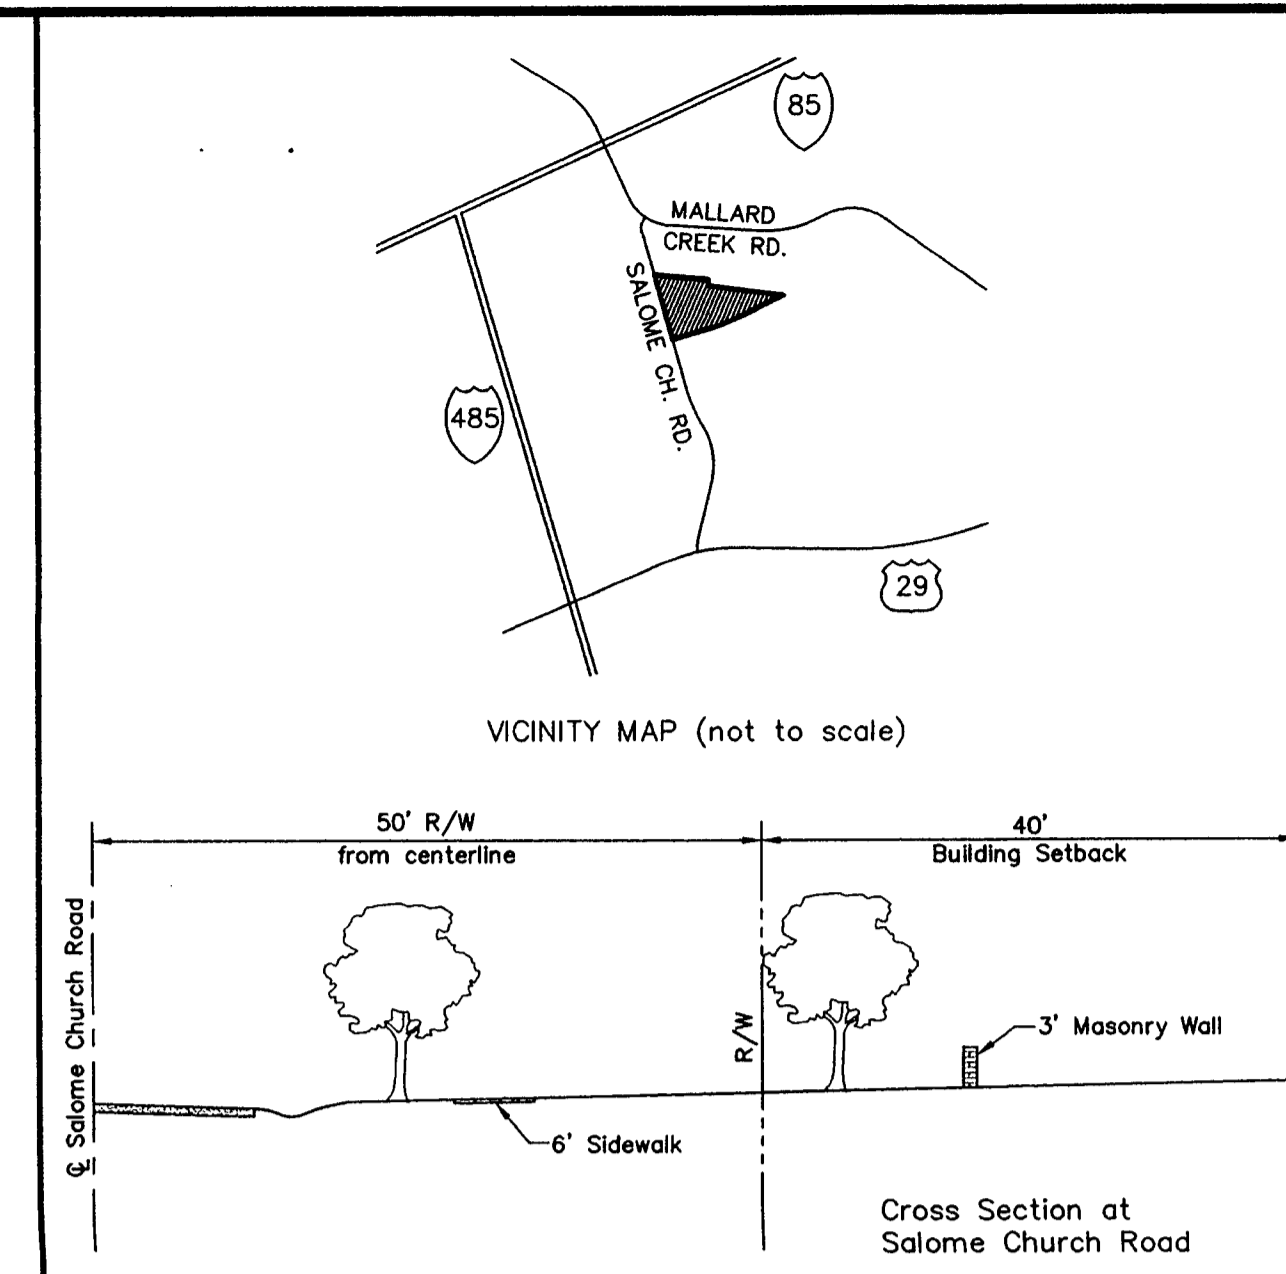 85
MALLARD
CREEK RD.
SALOME CH. RD.
485
29
VICINITY MAP (not to scale)
50' R/W
from centerline
40'
Building Setback
℄ Salome Church Road
R/W
3' Masonry Wall
6' Sidewalk
Cross Section at
Salome Church Road